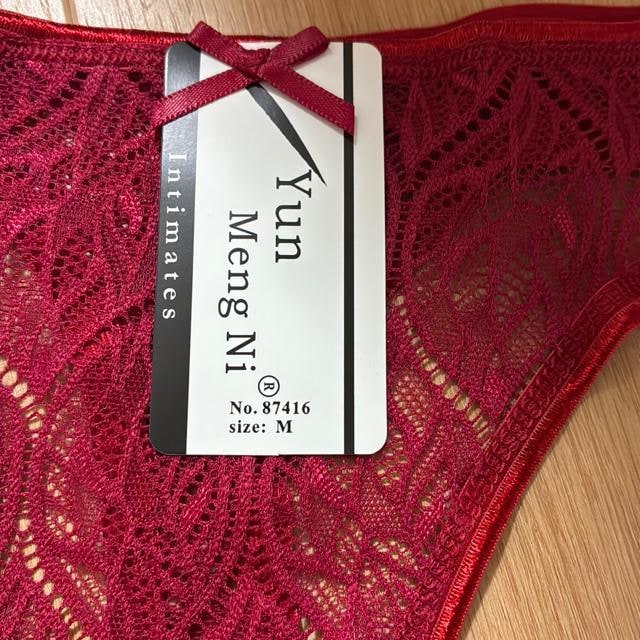 Intimates
Yun
Meng Ni®
No. 87416
size: M